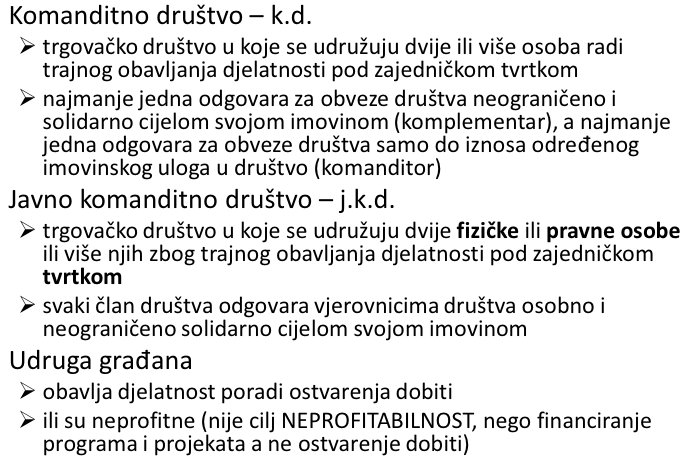 Komanditno društvo – k.d.
➢ trgovačko društvo u koje se udružuju dvije ili više osoba radi
trajnog obavljanja djelatnosti pod zajedničkom tvrtkom
➢ najmanje jedna odgovara za obveze društva neograničeno i
solidarno cijelom svojom imovinom (komplementar), a najmanje
jedna odgovara za obveze društva samo do iznosa određenog
imovinskog uloga u društvo (komanditor)
Javno komanditno društvo – j.k.d.
➢ trgovačko društvo u koje se udružuju dvije fizičke ili pravne osobe
ili više njih zbog trajnog obavljanja djelatnosti pod zajedničkom
tvrtkom
➢ svaki član društva odgovara vjerovnicima društva osobno i
neograničeno solidarno cijelom svojom imovinom
Udruga građana
➢ obavlja djelatnost poradi ostvarenja dobiti
➢ ili su neprofitne (nije cilj NEPROFITABILNOST, nego financiranje
programa i projekata a ne ostvarenje dobiti)